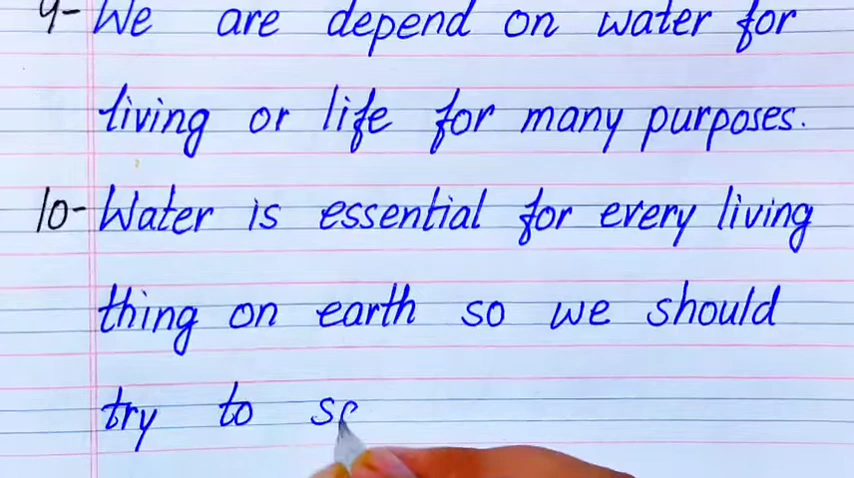 9- We are depend on water for
living or life for many purposes.
10- Water is essential for every living
thing on earth so we should
try to